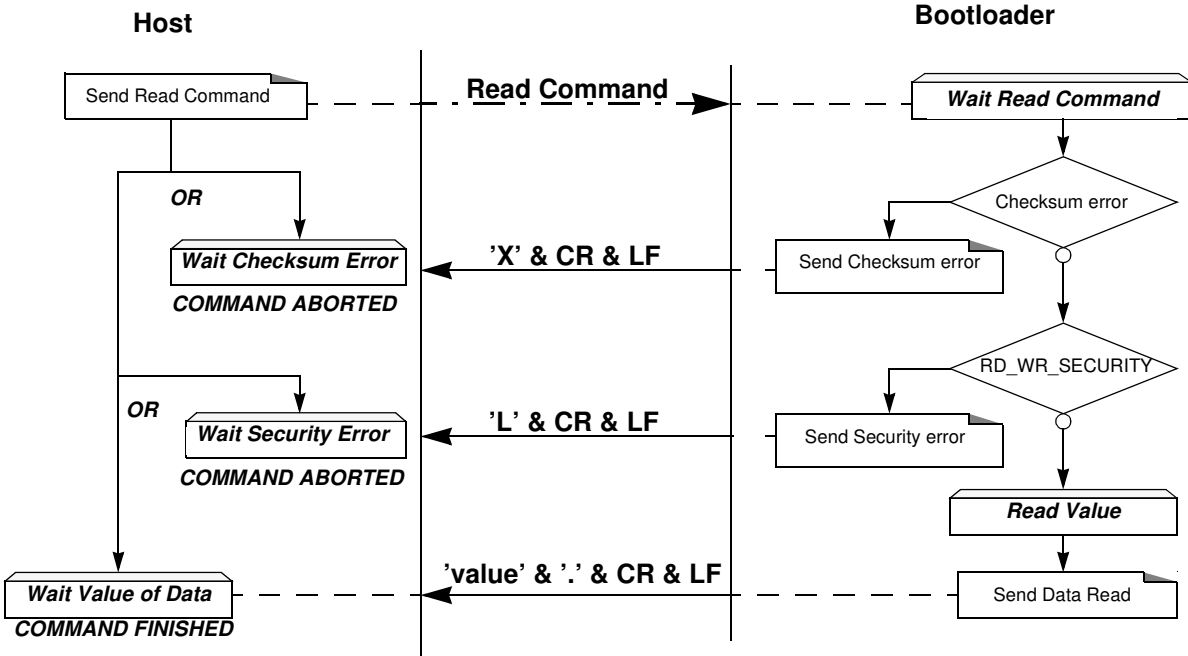 Host
Bootloader
Send Read Command
Read Command
Wait Read Command
OR
Checksum error
Wait Checksum Error
'X' & CR & LF
Send Checksum error
COMMAND ABORTED
RD_WR_SECURITY
OR
Wait Security Error
'L' & CR & LF
Send Security error
COMMAND ABORTED
Read Value
Wait Value of Data
'value' & '.' & CR & LF
Send Data Read
COMMAND FINISHED